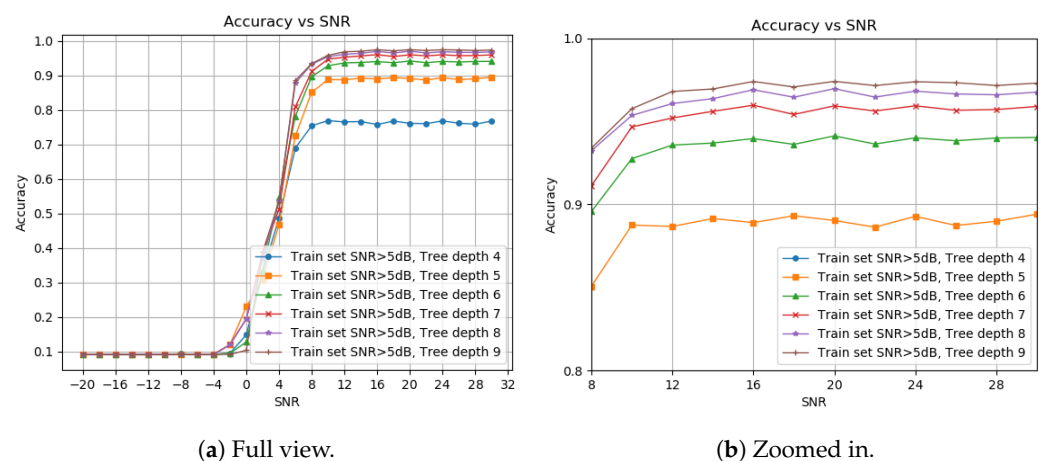 Accuracy vs SNR
Accuracy
1.0
0.9
0.8
0.7
0.6
0.5
0.4
0.3
0.2
0.1
Train set SNR>5dB, Tree depth 4
Train set SNR>5dB, Tree depth 5
Train set SNR>5dB, Tree depth 6
Train set SNR>5dB, Tree depth 7
Train set SNR>5dB, Tree depth 8
Train set SNR>5dB, Tree depth 9
−20 −16 −12 −8 −4 0 4 8 12 16 20 24 28 32
SNR
(a) Full view.
Accuracy vs SNR
Accuracy
1.0
0.9
0.8
Train set SNR>5dB, Tree depth 4
Train set SNR>5dB, Tree depth 5
Train set SNR>5dB, Tree depth 6
Train set SNR>5dB, Tree depth 7
Train set SNR>5dB, Tree depth 8
Train set SNR>5dB, Tree depth 9
8 12 16 20 24 28
SNR
(b) Zoomed in.